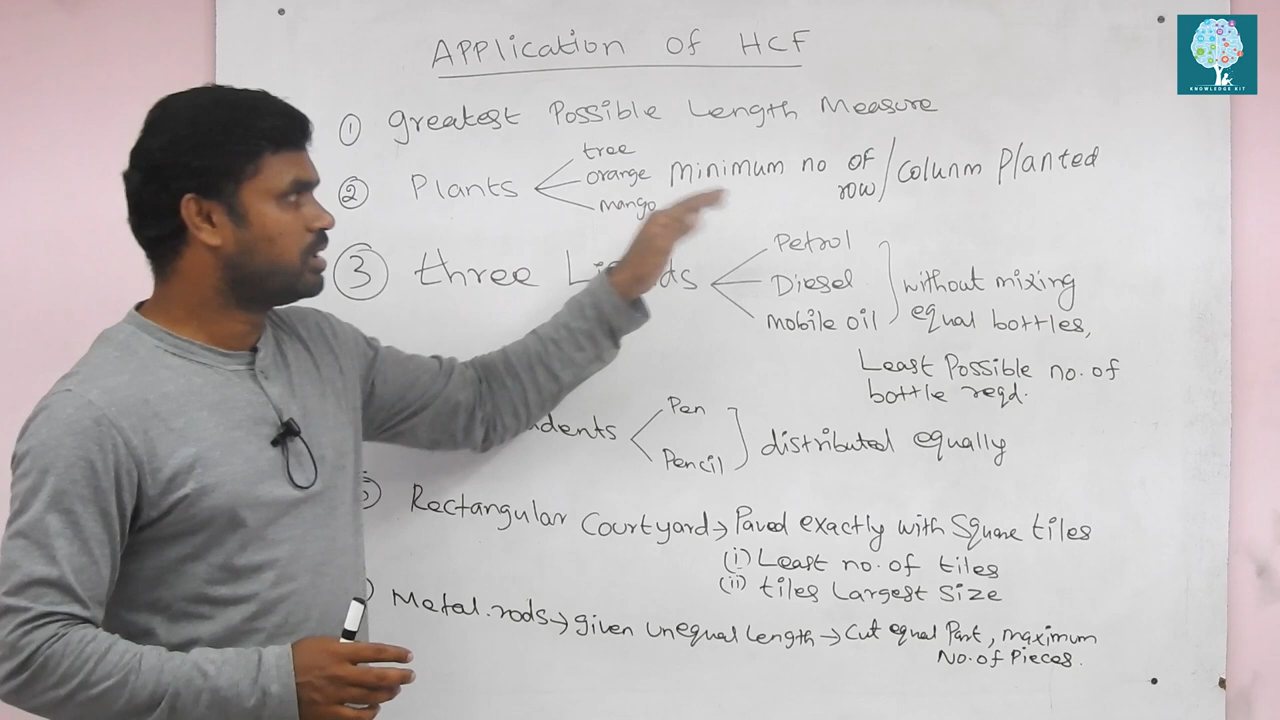 APPLICATION OF HCF
① Greatest Possible Length Measure
② Plants
tree
orange
mango
Minimum no of row/Column Planted
③ three
Petrol
Diesel
mobile oil
without mixing
equal bottles,
Least Possible no. of
bottle reqd.
Pen
Pencil
distributed equally
Rectangular Courtyard → Paved exactly with Square tiles
(i) Least no. of tiles
(ii) tiles Largest Size
Metal rods → given unequal length → Cut equal Part, maximum
No. of Pieces.
KNOWLEDGE KIT